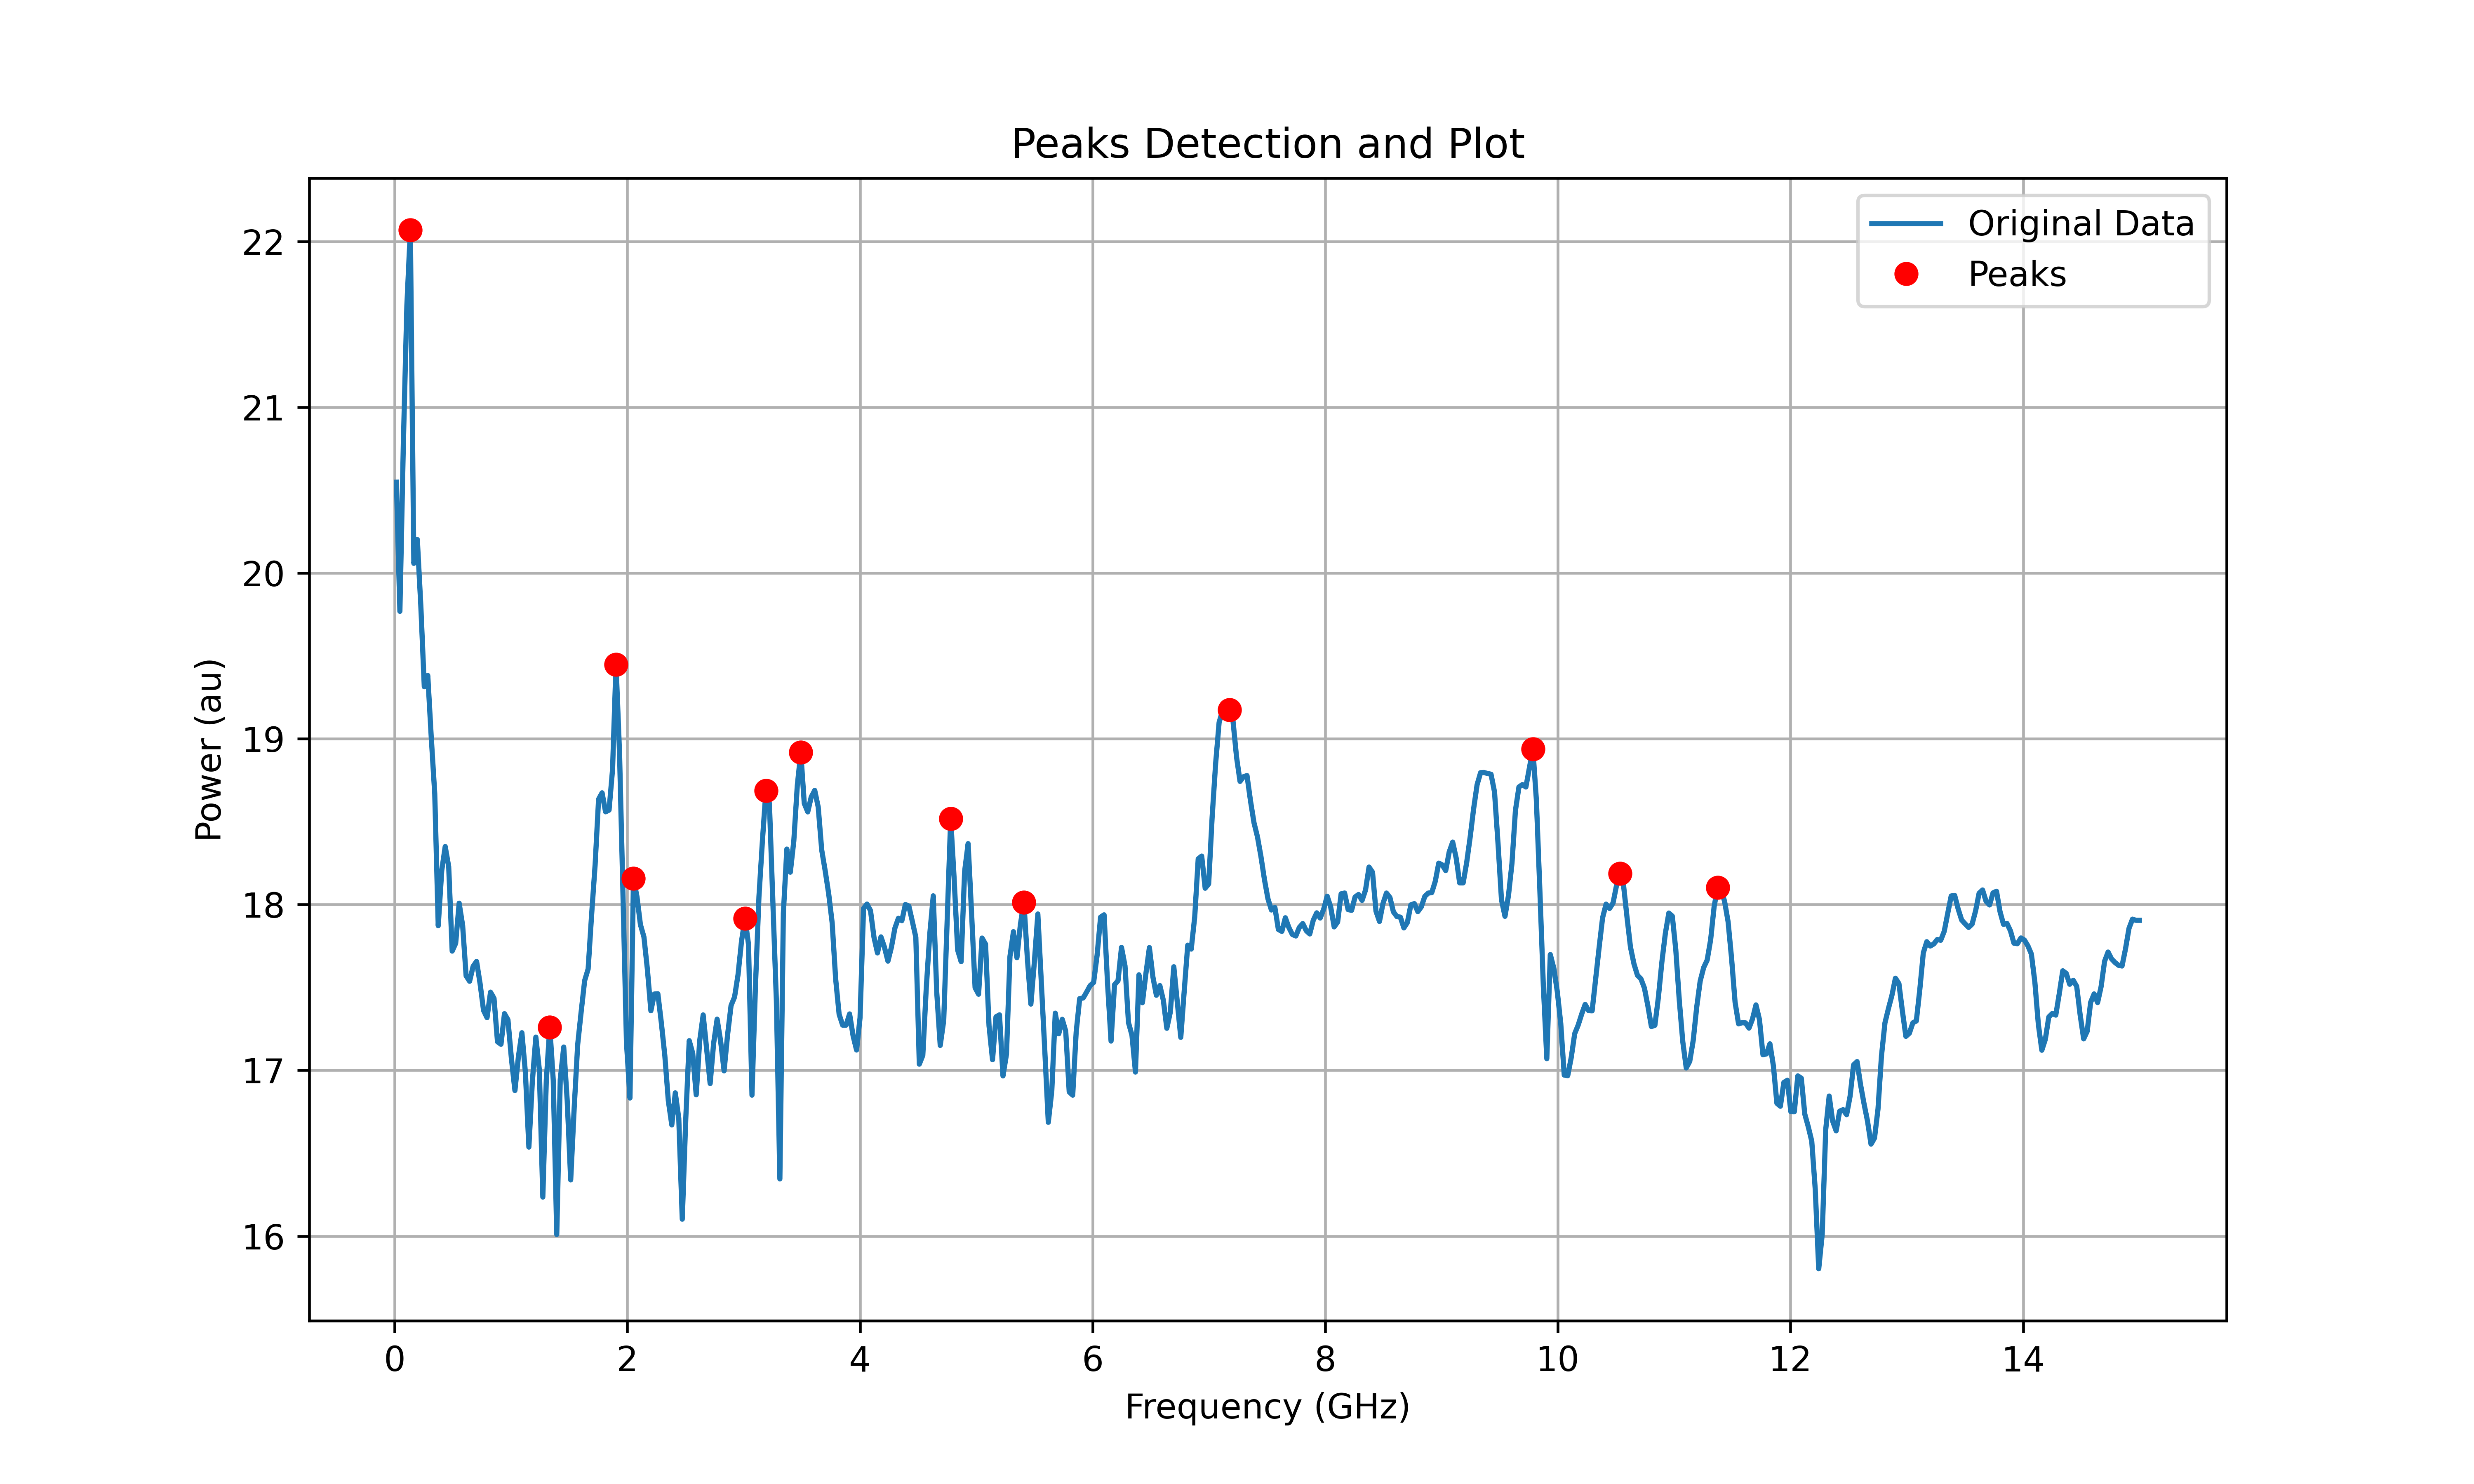 Peaks Detection and Plot
Original Data
Peaks
22
21
20
19
18
17
16
Power (au)
0 2 4 6 8 10 12 14
Frequency (GHz)